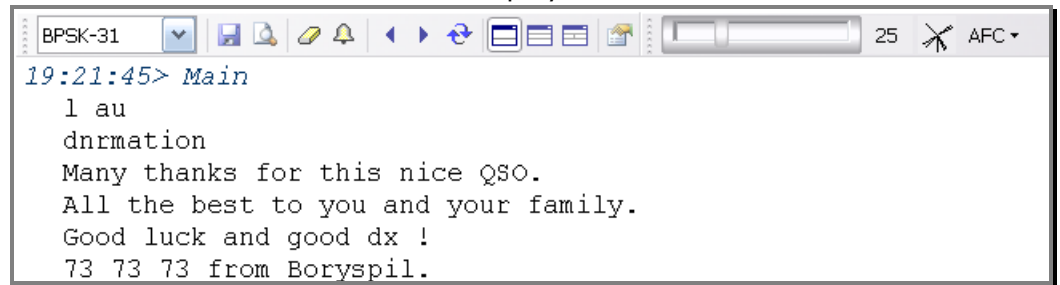 BPSK-31 25 AFC
19:21:45> Main
l au
dnrmation
Many thanks for this nice QSO.
All the best to you and your family.
Good luck and good dx !
73 73 73 from Boryspil.